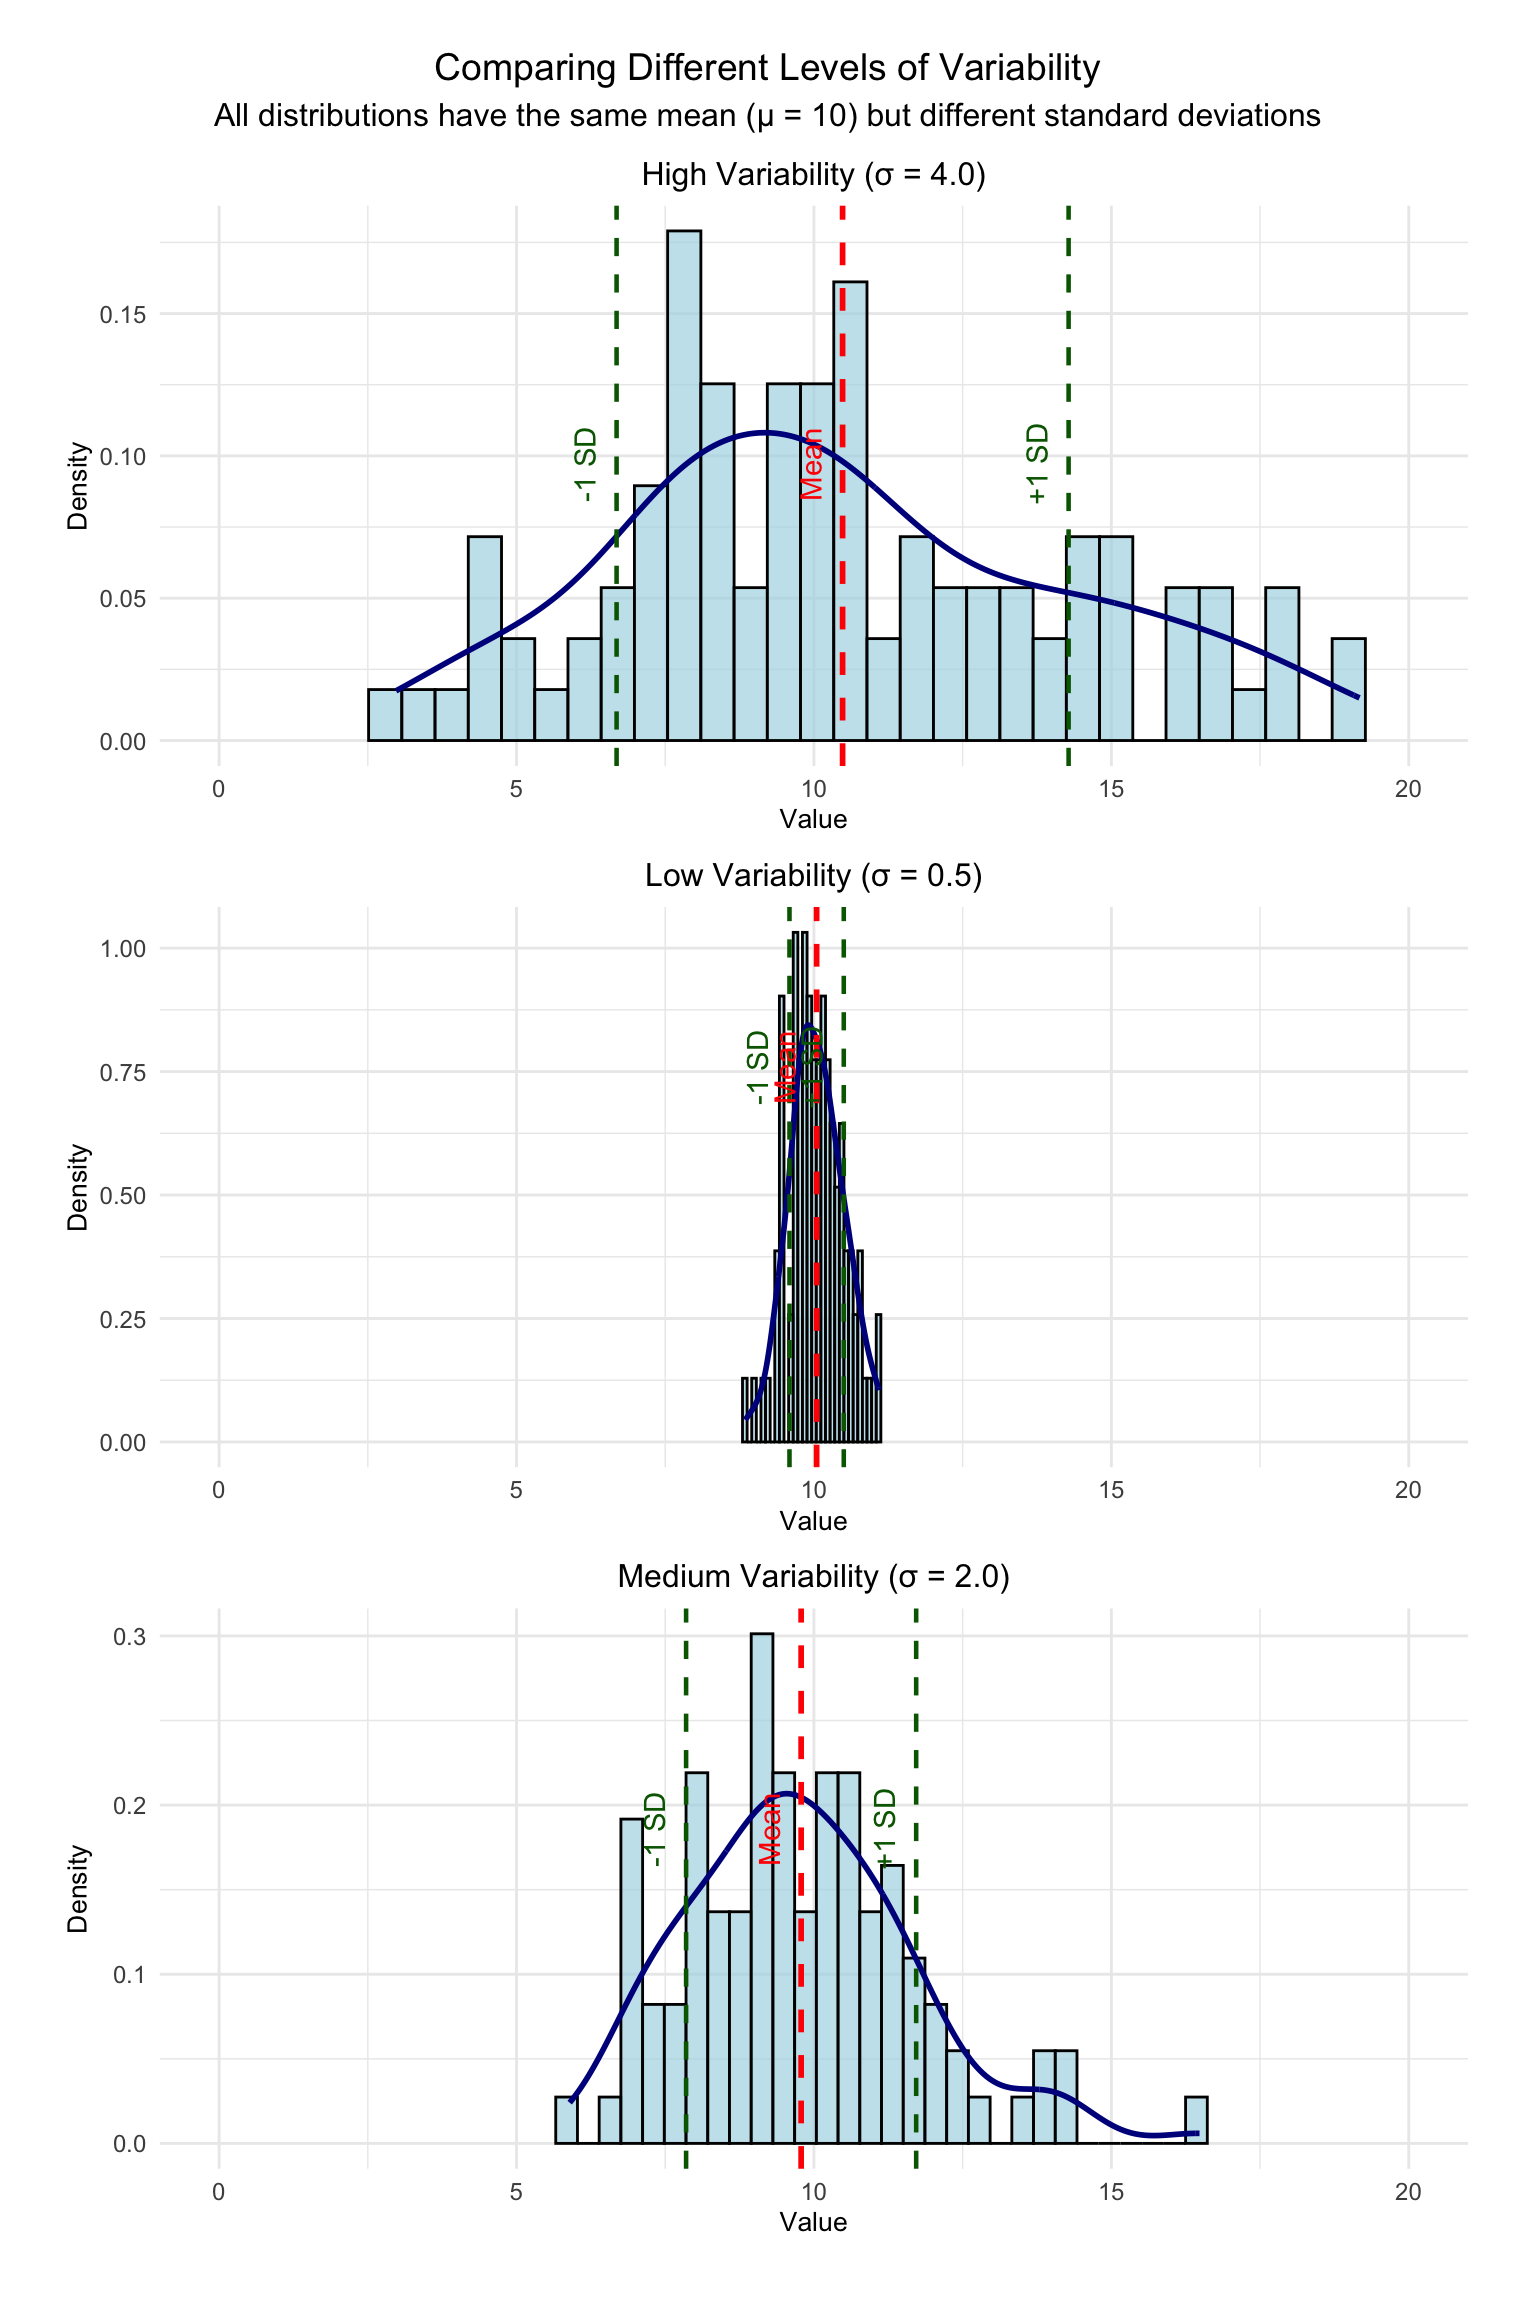 Comparing Different Levels of Variability
All distributions have the same mean (μ = 10) but different standard deviations
High Variability (σ = 4.0)
0.15
0.10
0.05
0.00
Density
-1 SD
Mean
+1 SD
0 5 10 15 20
Value
Low Variability (σ = 0.5)
1.00
0.75
0.50
0.25
0.00
Density
-1 SD
Mean
+1 SD
0 5 10 15 20
Value
Medium Variability (σ = 2.0)
0.3
0.2
0.1
0.0
Density
-1 SD
Mean
+1 SD
0 5 10 15 20
Value